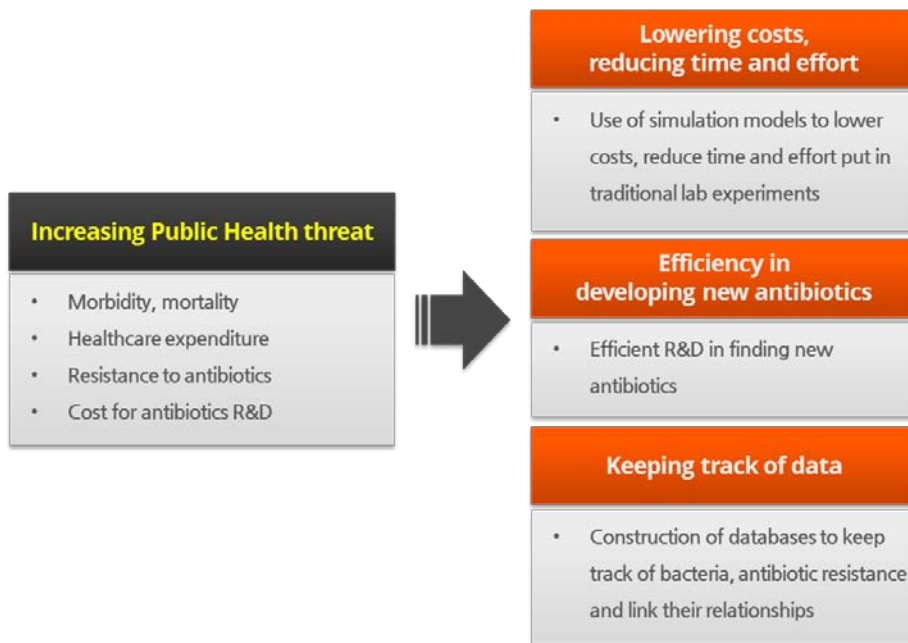 Increasing Public Health threat
• Morbidity, mortality
• Healthcare expenditure
• Resistance to antibiotics
• Cost for antibiotics R&D
Lowering costs,
reducing time and effort
• Use of simulation models to lower
costs, reduce time and effort put in
traditional lab experiments
Efficiency in
developing new antibiotics
• Efficient R&D in finding new
antibiotics
Keeping track of data
• Construction of databases to keep
track of bacteria, antibiotic resistance
and link their relationships